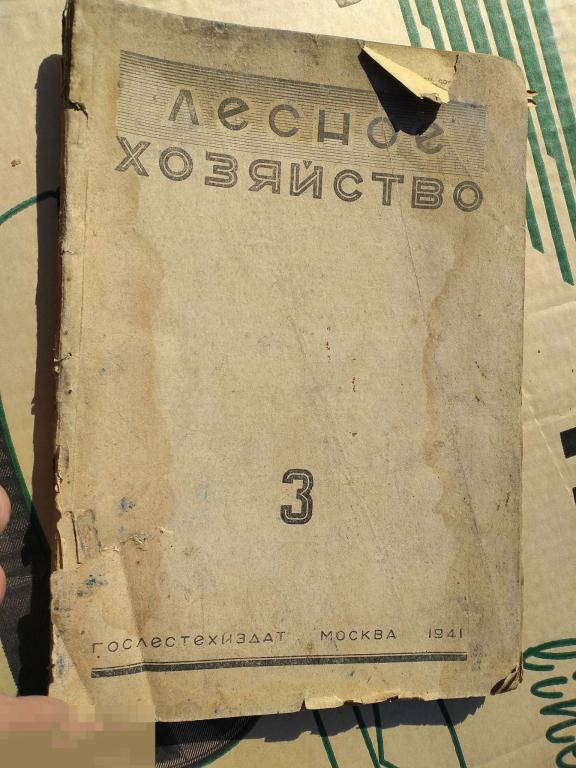 Лесное
хозяйство
3
Гослестехиздат Москва 1941